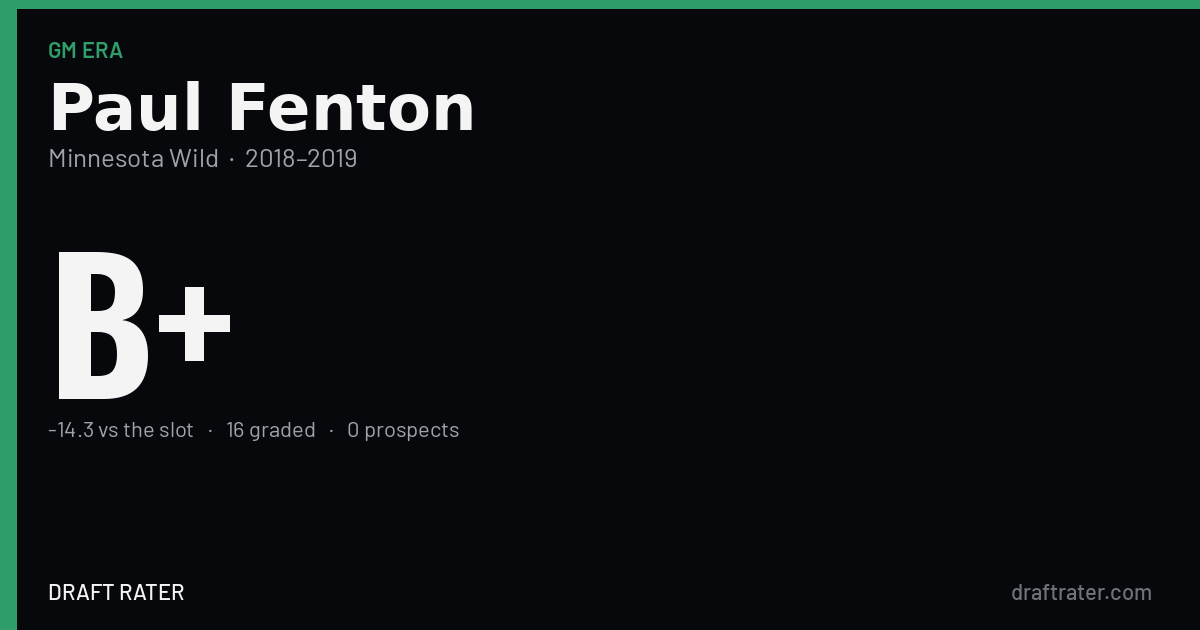 GM ERA
Paul Fenton
Minnesota Wild · 2018–2019
B+
-14.3 vs the slot · 16 graded · 0 prospects
DRAFT RATER
draftrater.com